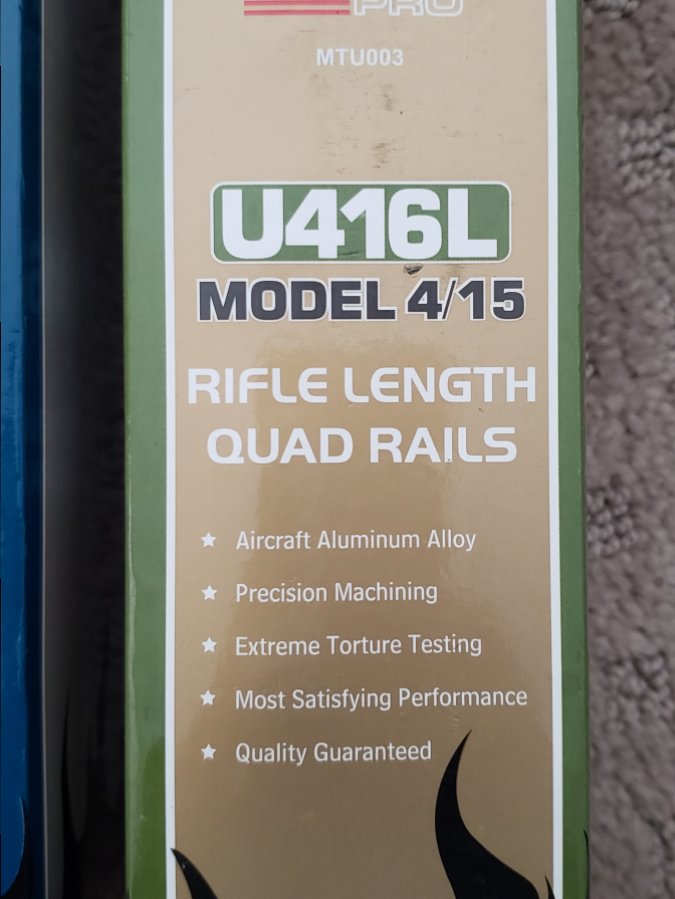 PRO
MTU003
U416L
MODEL 4/15
RIFLE LENGTH
QUAD RAILS
★ Aircraft Aluminum Alloy
★ Precision Machining
★ Extreme Torture Testing
★ Most Satisfying Performance
★ Quality Guaranteed